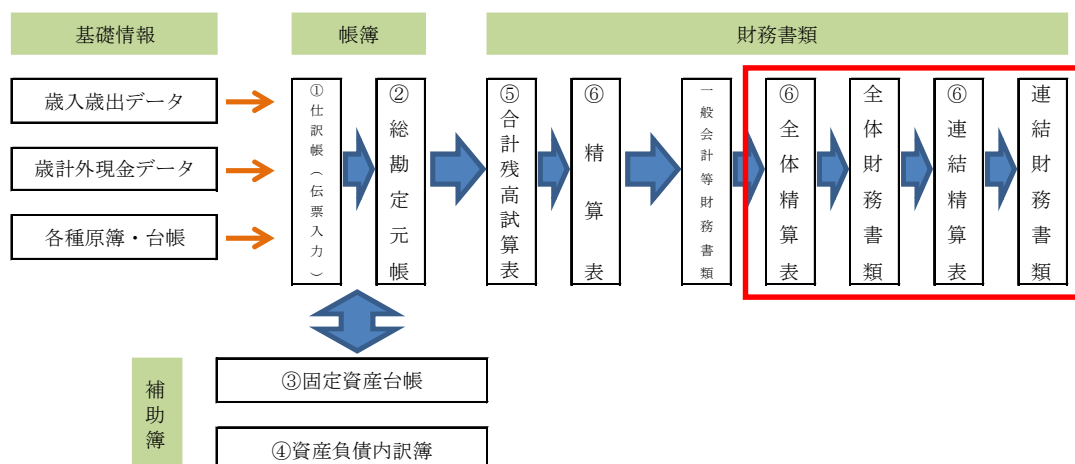 基礎情報
帳簿
財務書類
歳入歳出データ
歳計外現金データ
各種原簿・台帳
①仕訳帳（伝票入力）
②総勘定元帳
⑤合計残高試算表
⑥精算表
一般会計等財務書類
⑥全体精算表
全体財務書類
⑥連結精算表
連結財務書類
補助簿
③固定資産台帳
④資産負債内訳簿